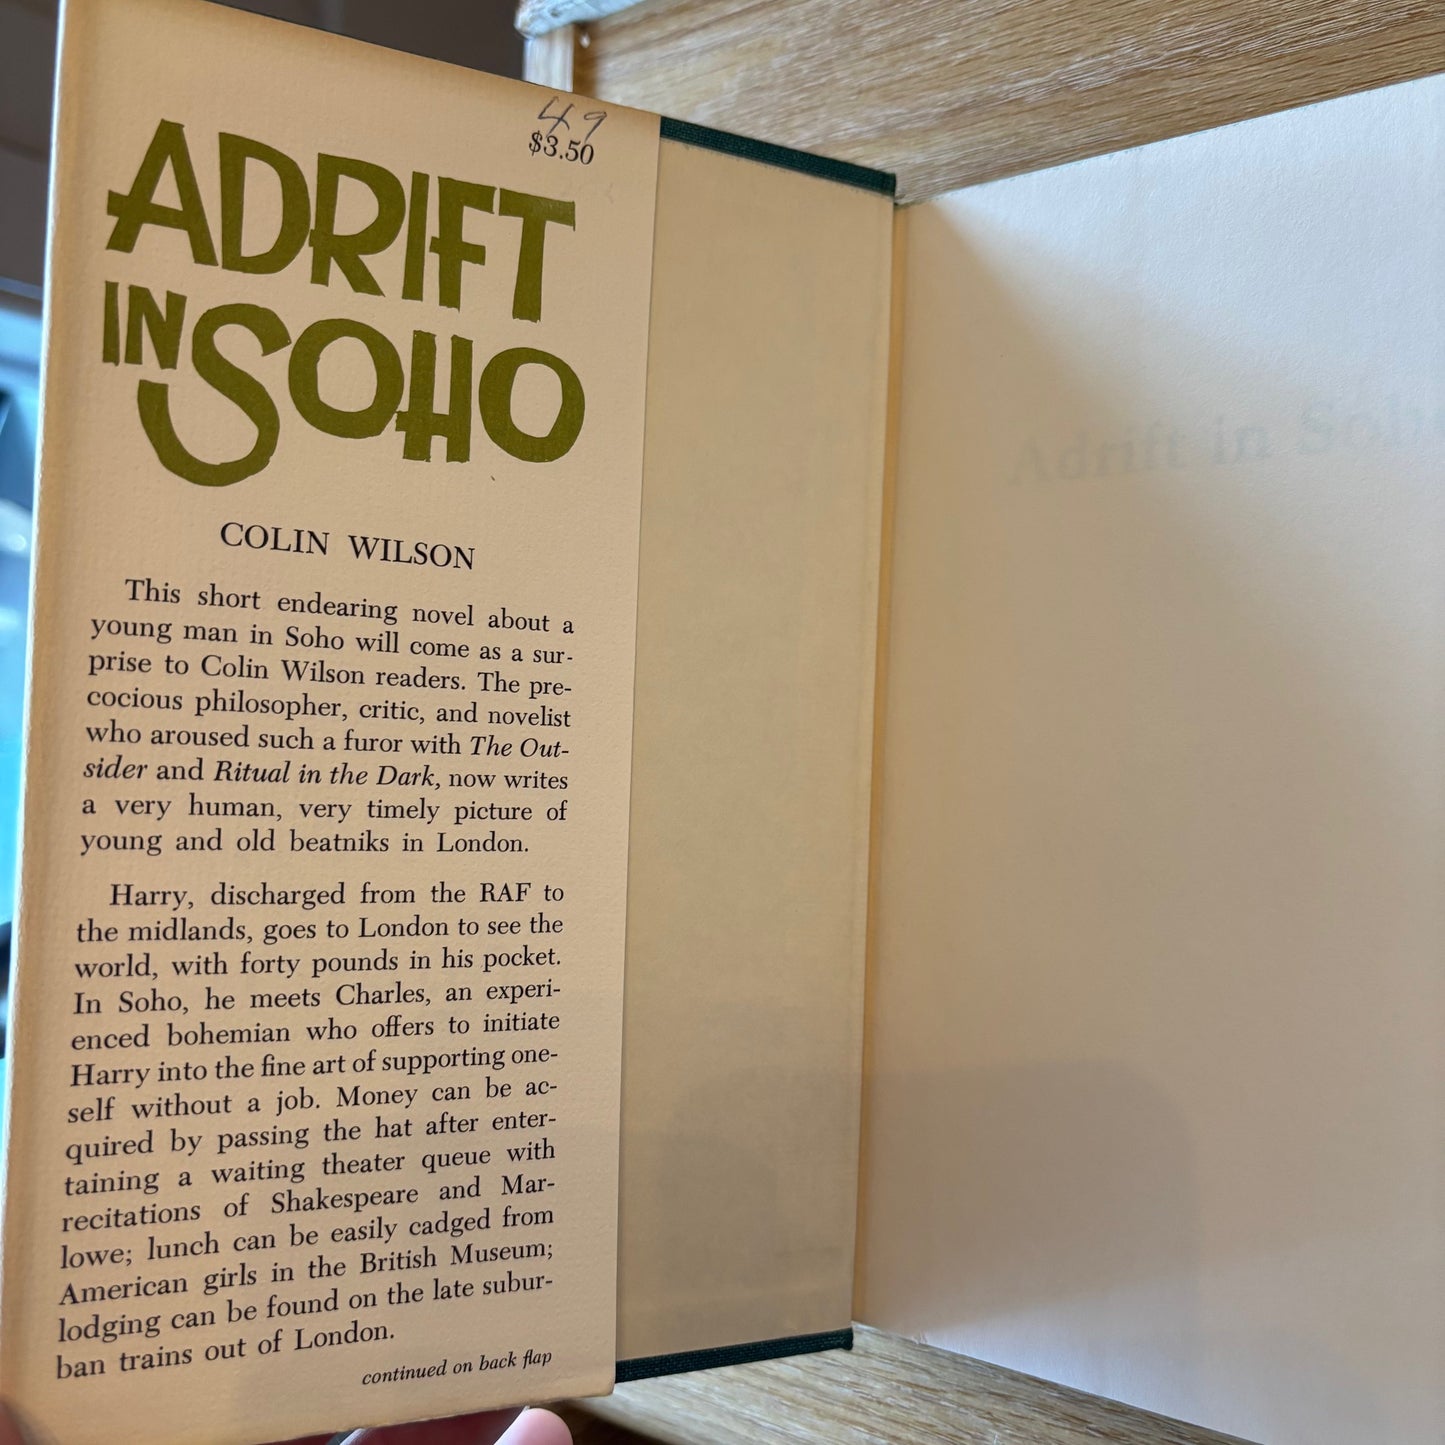 49
$3.50
ADRIFT
IN SOHO
COLIN WILSON
This short endearing novel about a
young man in Soho will come as a sur-
prise to Colin Wilson readers. The pre-
cocious philosopher, critic, and novelist
who aroused such a furor with The Out-
sider and Ritual in the Dark, now writes
a very human, very timely picture of
young and old beatniks in London.
Harry, discharged from the RAF to
the midlands, goes to London to see the
world, with forty pounds in his pocket.
In Soho, he meets Charles, an experi-
enced bohemian who offers to initiate
Harry into the fine art of supporting one-
self without a job. Money can be ac-
quired by passing the hat after enter-
taining a waiting theater queue with
recitations of Shakespeare and Mar-
lowe; lunch can be easily cadged from
American girls in the British Museum;
lodging can be found on the late subur-
ban trains out of London.
continued on back flap
Adrift in Soh